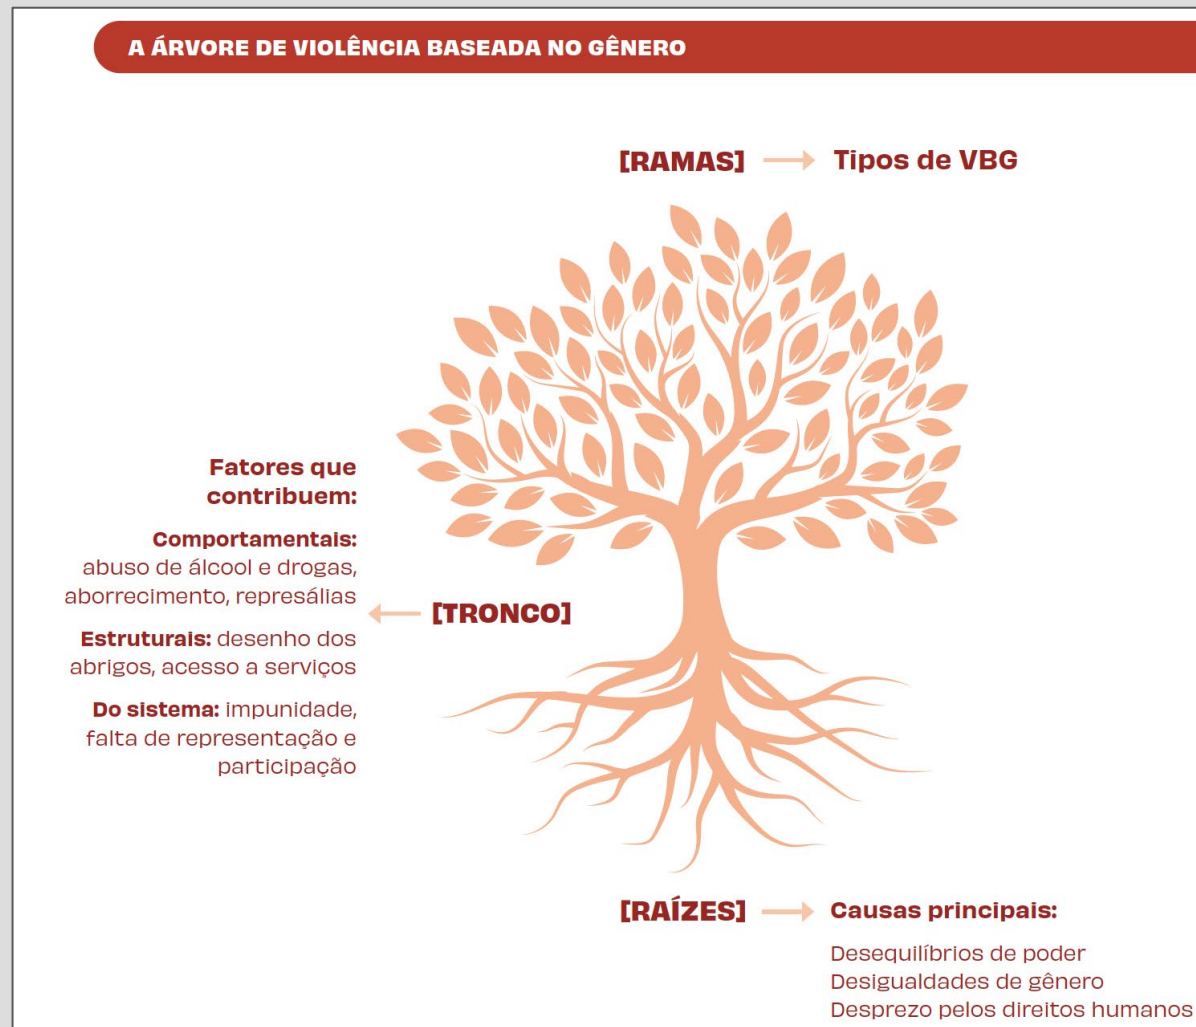 A ÁRVORE DE VIOLÊNCIA BASEADA NO GÊNERO
[RAMAS] Tipos de VBG
Fatores que
contribuem:
Comportamentais:
abuso de álcool e drogas,
aborrecimento, represálias
Estruturais: desenho dos
abrigos, acesso a serviços
Do sistema: impunidade,
falta de representação e
participação
[TRONCO]
[RAÍZES] Causas principais:
Desequilíbrios de poder
Desigualdades de gênero
Desprezo pelos direitos humanos